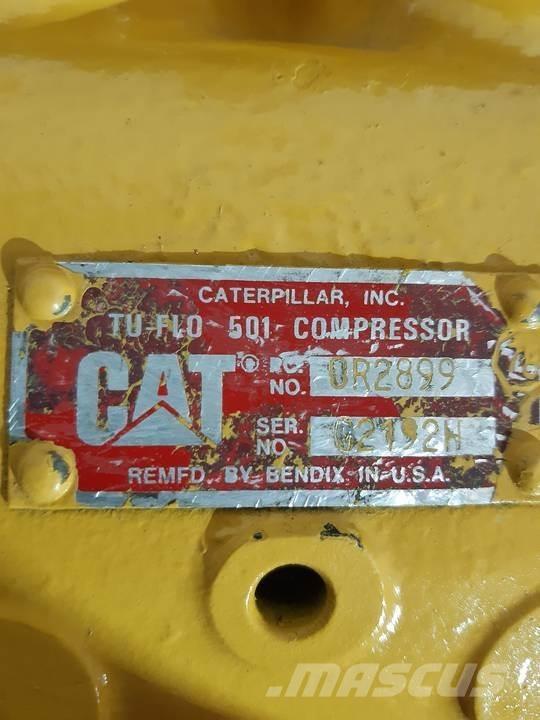 CATERPILLAR, INC.
TU-FLO 501 COMPRESSOR
CAT
NO. 0R2899
SER. NO
REMFD. BY BENDIX IN U.S.A.
MASCUS